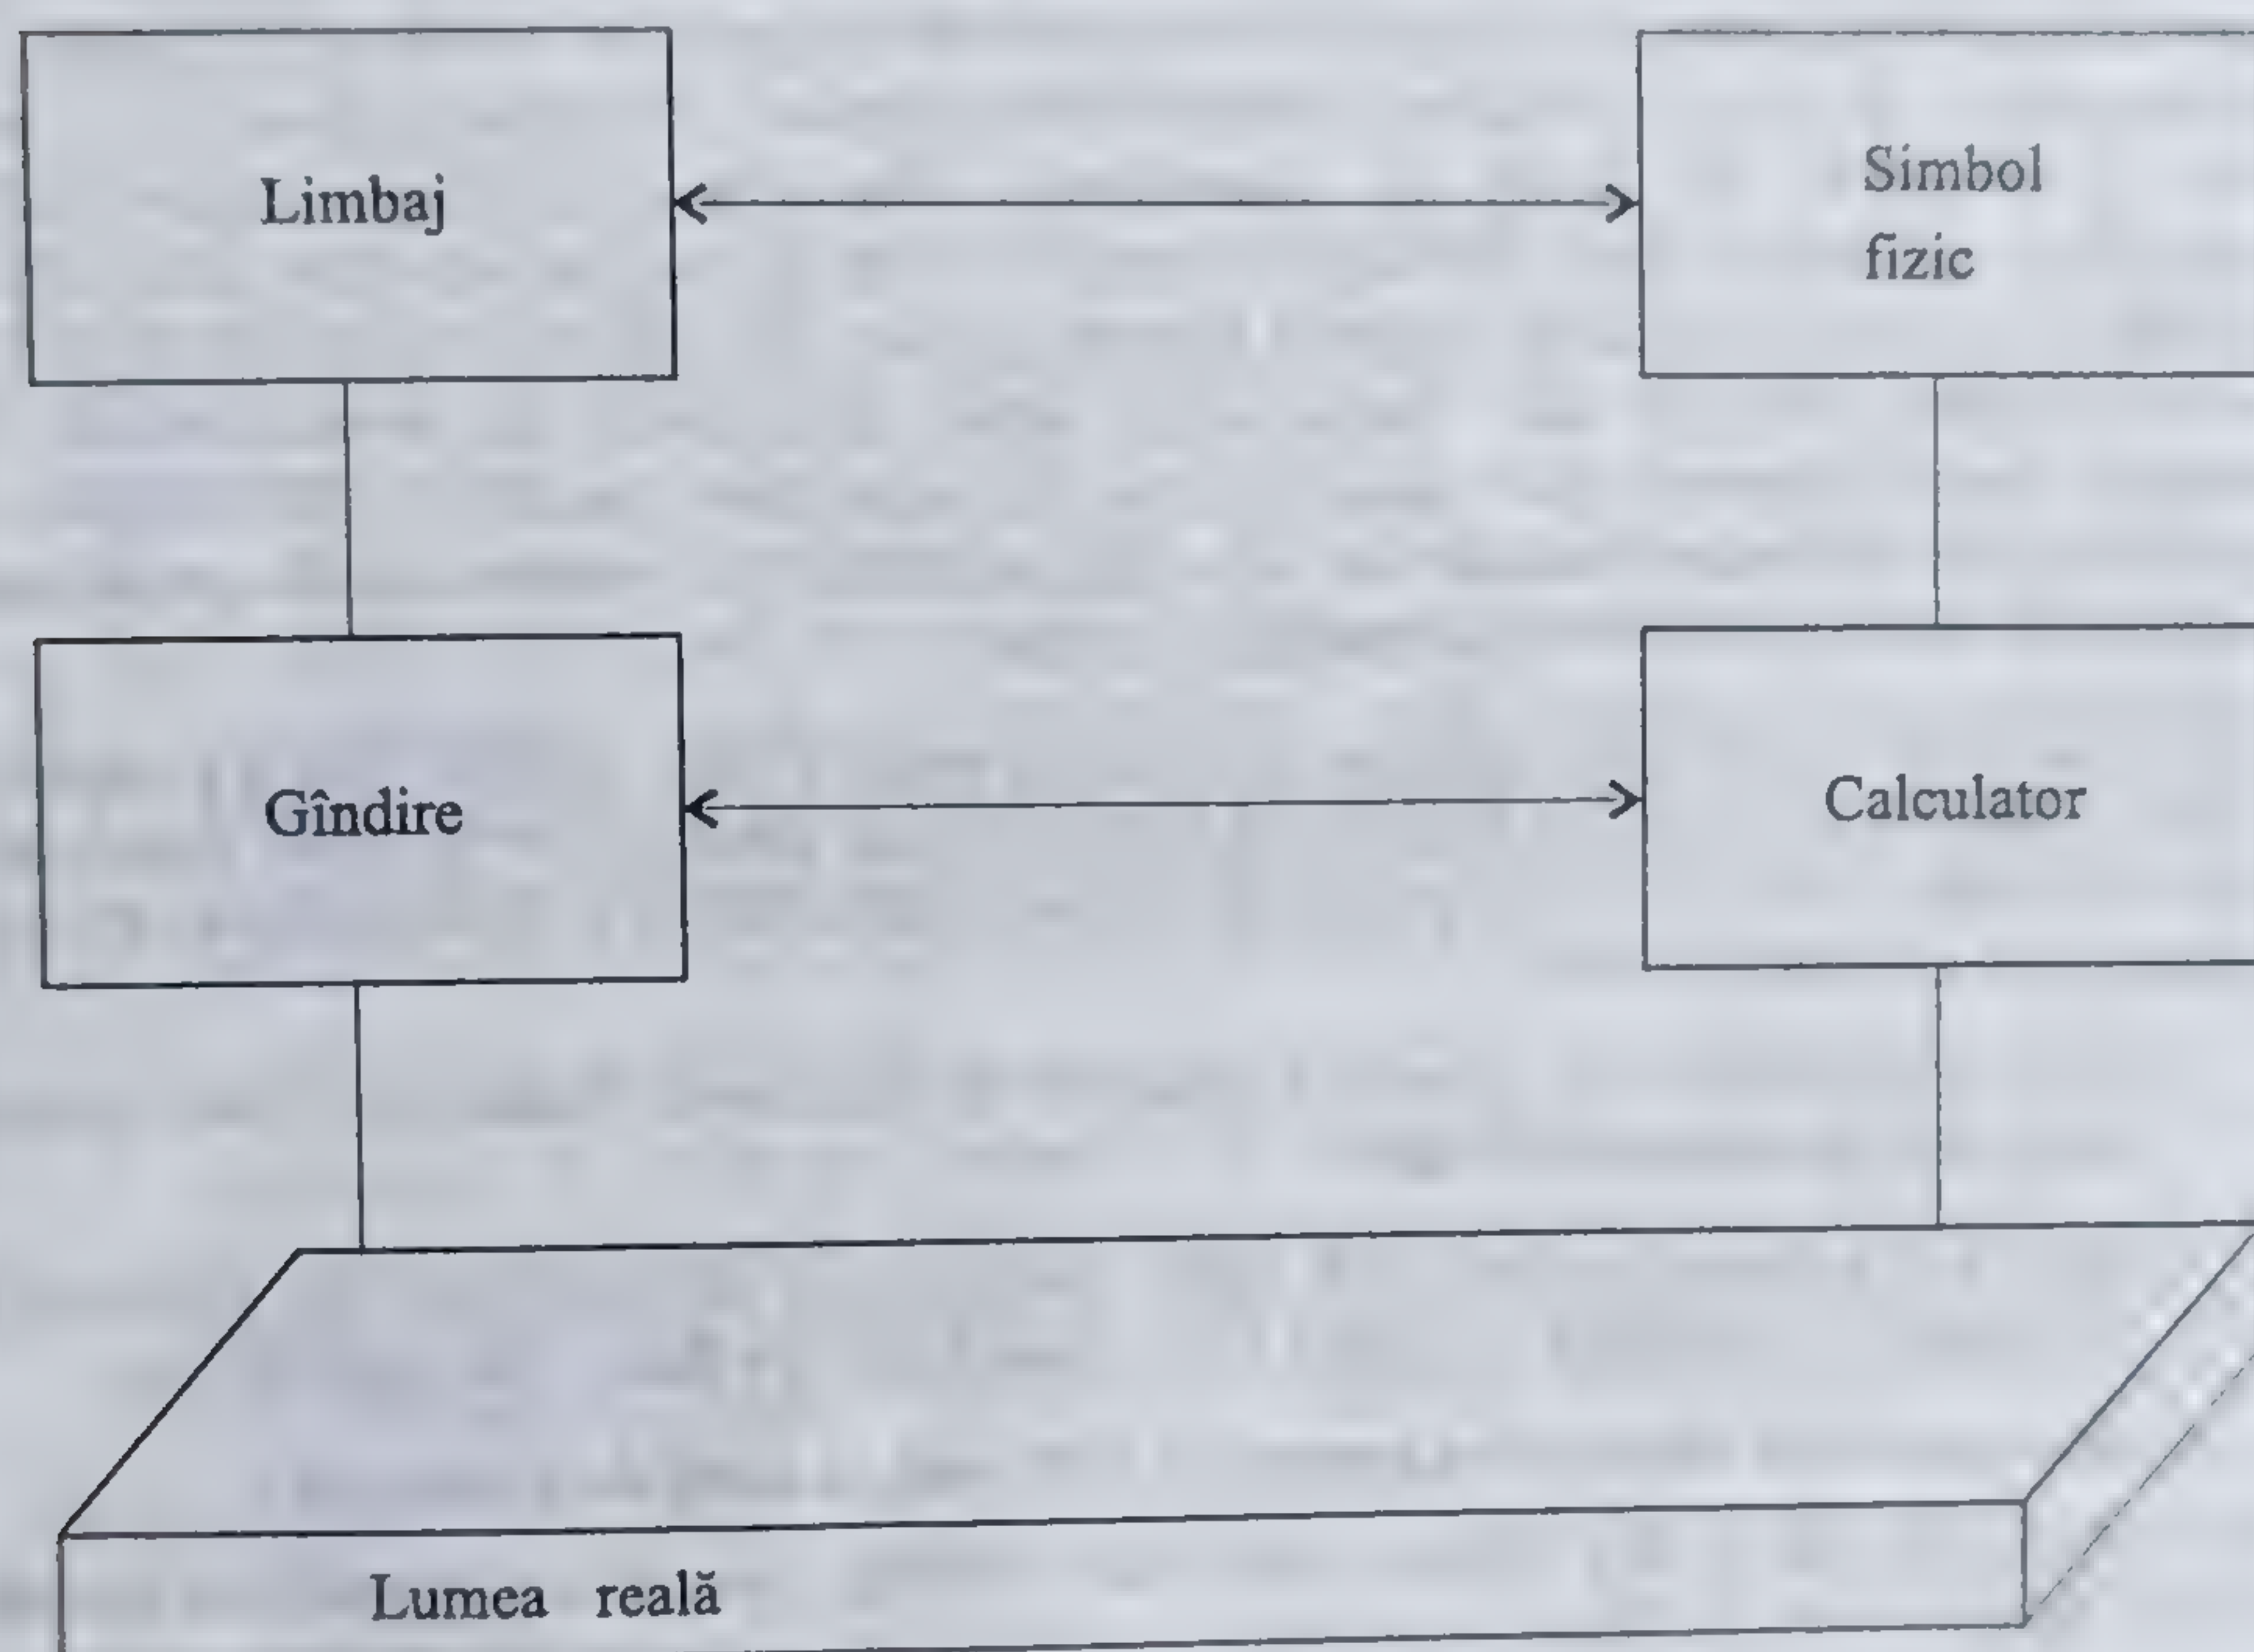 Limbaj
Simbol
fizic
Gîndire
Calculator
Lumea reală